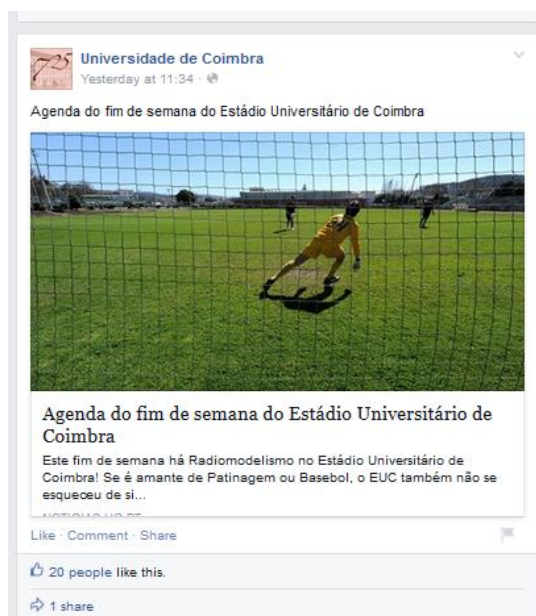 725
Universidade de Coimbra
Yesterday at 11:34 ·
Agenda do fim de semana do Estádio Universitário de Coimbra
Agenda do fim de semana do Estádio Universitário de
Coimbra
Este fim de semana há Radiomodelismo no Estádio Universitário de
Coimbra! Se é amante de Patinagem ou Basebol, o EUC também não se
esqueceu de si...
Like · Comment · Share
20 people like this.
1 share